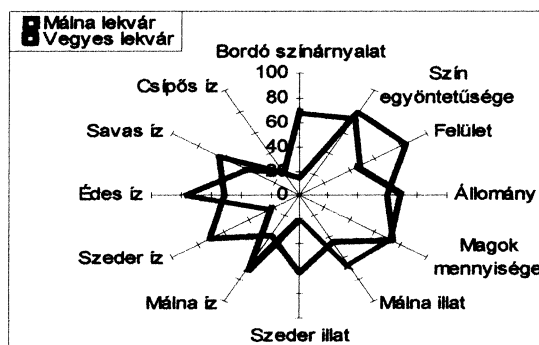 Málna lekvár
Vegyes lekvár
Bordó színárnyalat
Szín
egyöntetűsége
Felület
Állomány
Magok
mennyisége
Málna illat
Szeder illat
Málna íz
Szeder íz
Édes íz
Savas íz
Csípős íz
100
80
60
40
20
0